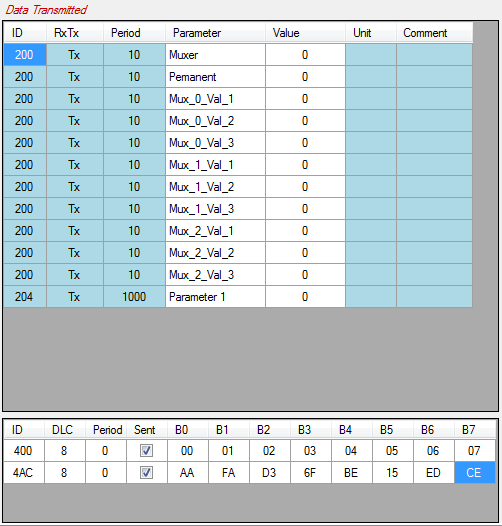 Data Transmitted
ID RxTx Period Parameter Value Unit Comment
200 Tx 10 Muxer 0
200 Tx 10 Pemanent 0
200 Tx 10 Mux_0_Val_1 0
200 Tx 10 Mux_0_Val_2 0
200 Tx 10 Mux_0_Val_3 0
200 Tx 10 Mux_1_Val_1 0
200 Tx 10 Mux_1_Val_2 0
200 Tx 10 Mux_1_Val_3 0
200 Tx 10 Mux_2_Val_1 0
200 Tx 10 Mux_2_Val_2 0
200 Tx 10 Mux_2_Val_3 0
204 Tx 1000 Parameter 1 0
ID DLC Period Sent B0 B1 B2 B3 B4 B5 B6 B7
400 8 0 00 01 02 03 04 05 06 07
4AC 8 0 AA FA D3 6F BE 15 ED CE